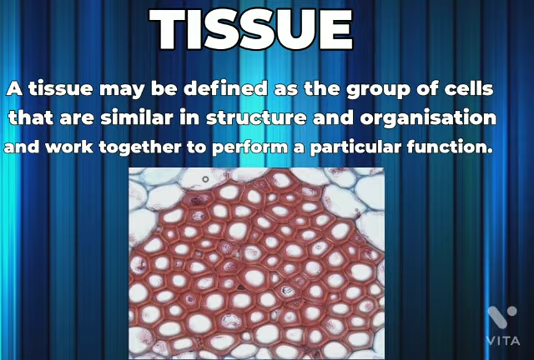 TISSUE
A tissue may be defined as the group of cells
that are similar in structure and organisation
and work together to perform a particular function.
VITA